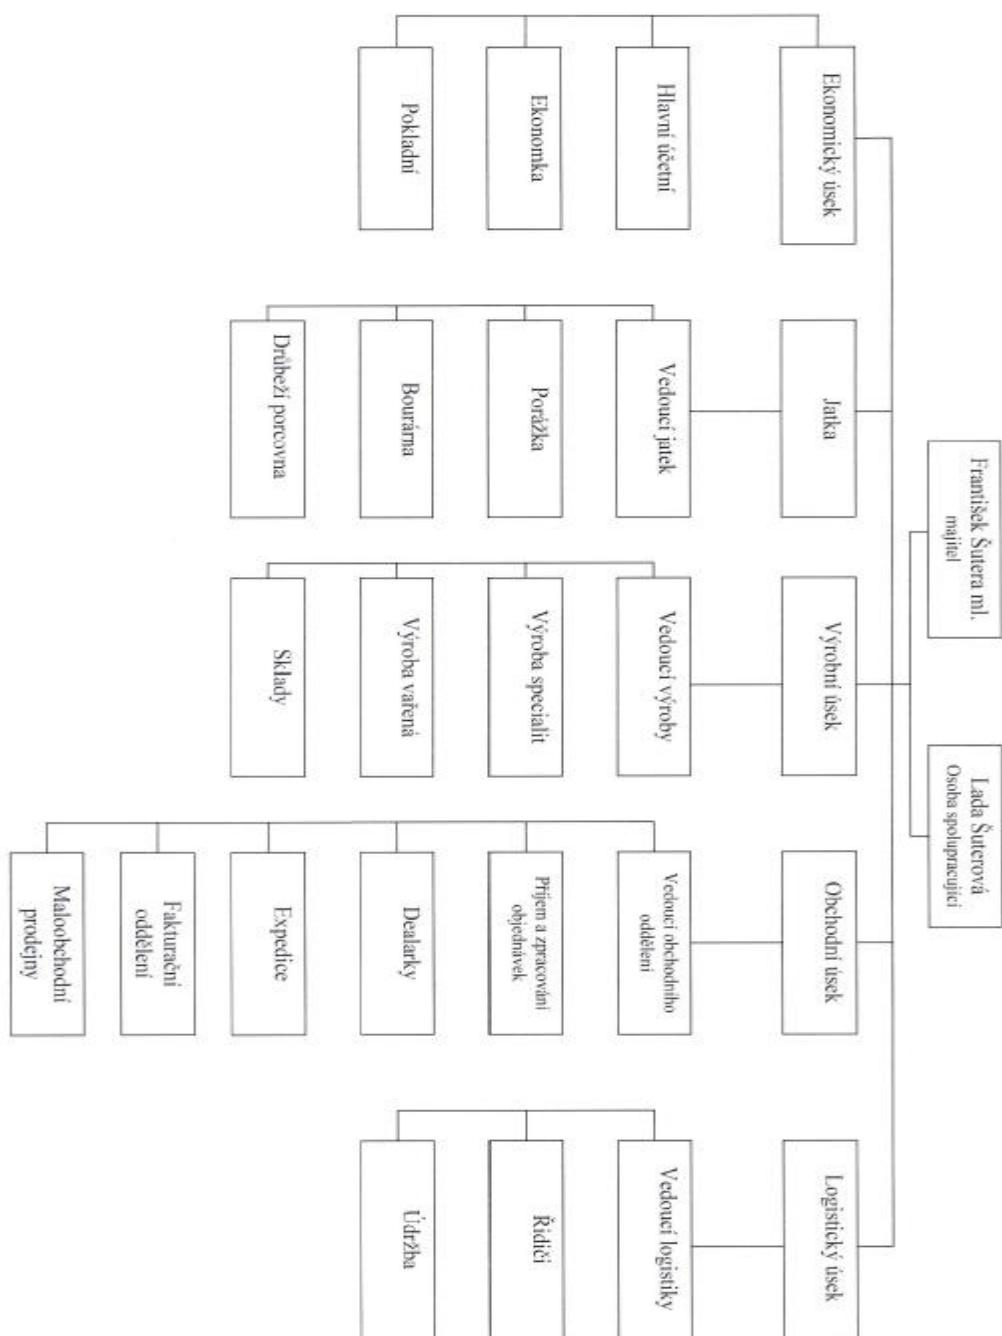 František Šutera ml.
majitel
Lada Šuterová
Osoba spolupracující
Ekonomický úsek
Jatka
Výrobní úsek
Obchodní úsek
Logistický úsek
Hlavní účetní
Vedoucí jatek
Vedoucí výroby
Vedoucí obchodního
oddělení
Vedoucí logistiky
Ekonomka
Porážka
Výroba specialit
Příjem a zpracování
objednávek
Řidiči
Pokladní
Bourárna
Výroba vařená
Dealarky
Údržba
Drůbeží porcovna
Sklady
Expedice
Fakturační
oddělení
Maloobchodní
prodejny